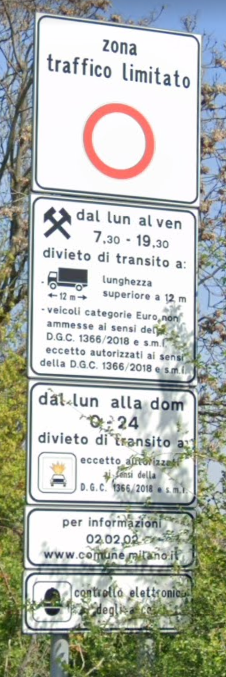 zona
traffico limitato
dal lun al ven
7,30 - 19,30
divieto di transito a:
lunghezza
superiore a 12 m
12 m
- veicoli categorie Euro "non"
ammesse ai sensi della
D.G.C. 1366/2018 e s.m.i.
eccetto autorizzati ai sensi
della D.G.C. 1366/2018 e s.m.i.
dal lun alla dom
0 - 24
divieto di transito a:
eccetto autorizzati
ai sensi della
D.G.C. 1366/2018 e s.m.i.
per informazioni
02.02.02
www.comune.milano.it
controllo elettronico
degli